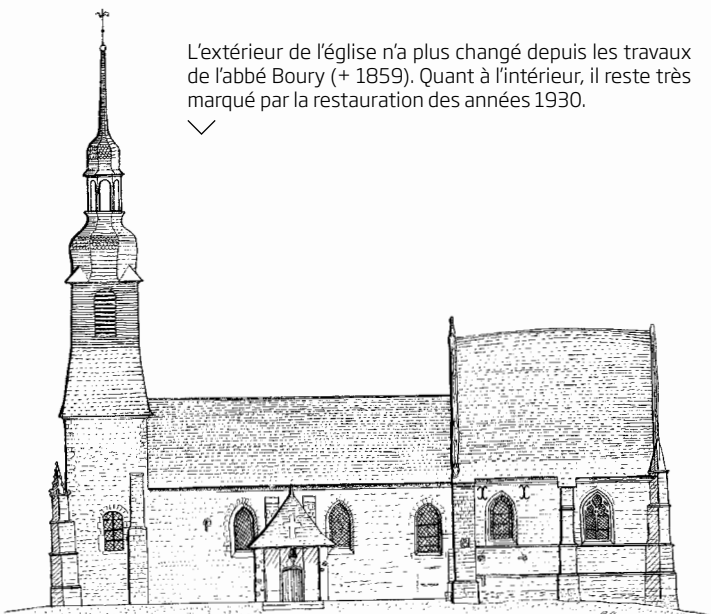 L'extérieur de l'église n'a plus changé depuis les travaux
de l'abbé Boury (+ 1859). Quant à l'intérieur, il reste très
marqué par la restauration des années 1930.